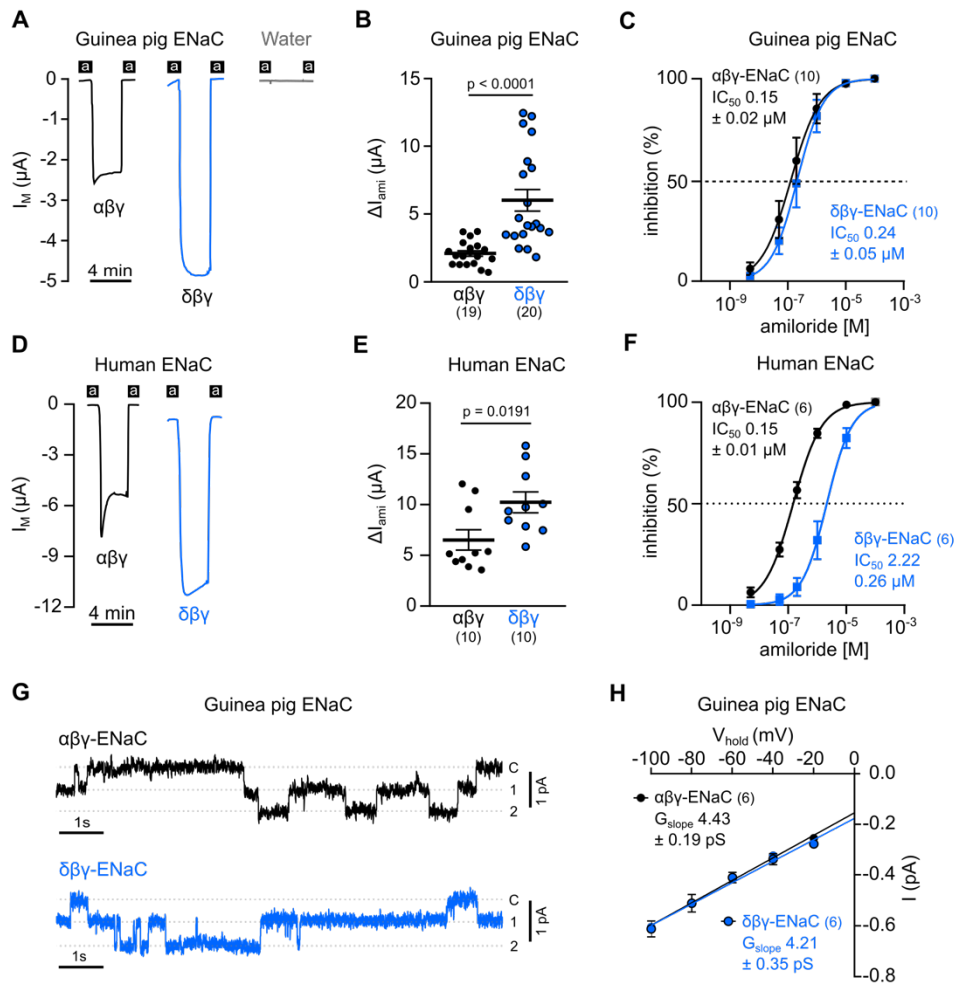 A
Guinea pig ENaC
Water
a a a a a a
I_M (µA)
0
-1
-2
-3
-4
-5
αβγ
4 min
δβγ
B
Guinea pig ENaC
p < 0.0001
ΔI_ami (µA)
15
10
5
0
αβγ
(19)
δβγ
(20)
C
Guinea pig ENaC
αβγ-ENaC (10)
IC50 0.15
± 0.02 µM
inhibition (%)
0
50
100
δβγ-ENaC (10)
IC50 0.24
± 0.05 µM
10-9 10-7 10-5 10-3
amiloride [M]
D
Human ENaC
a a a a
I_M (µA)
0
-3
-6
-9
-12
αβγ
4 min
δβγ
E
Human ENaC
p = 0.0191
ΔI_ami (µA)
20
15
10
5
0
αβγ
(10)
δβγ
(10)
F
Human ENaC
αβγ-ENaC (6)
IC50 0.15
± 0.01 µM
inhibition (%)
0
50
100
δβγ-ENaC (6)
IC50 2.22
0.26 µM
10-9 10-7 10-5 10-3
amiloride [M]
G
Guinea pig ENaC
αβγ-ENaC
C
1
2
1 pA
1s
δβγ-ENaC
C
1
2
1 pA
1s
H
Guinea pig ENaC
V_hold (mV)
-100 -80 -60 -40 -20 0
0.0
-0.2
-0.4
-0.6
-0.8
I (pA)
αβγ-ENaC (6)
G_slope 4.43
± 0.19 pS
δβγ-ENaC (6)
G_slope 4.21
± 0.35 pS